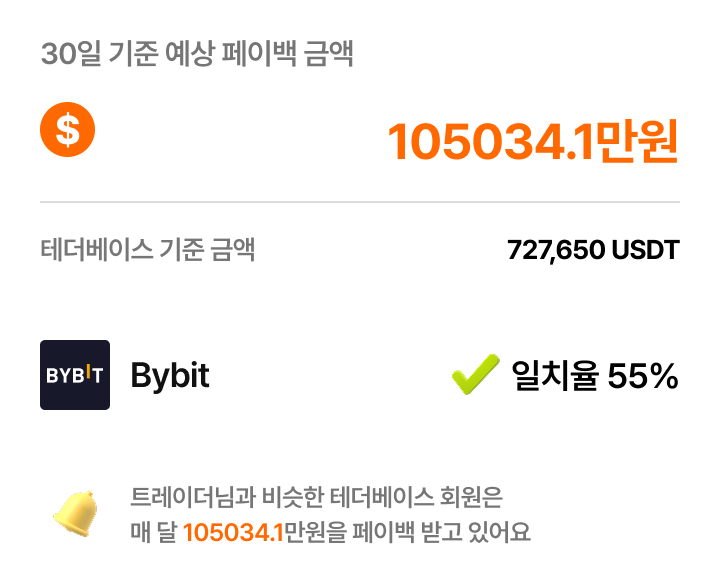 30일 기준 예상 페이백 금액
$
105034.1만원
테더베이스 기준 금액
727,650 USDT
BYBIT
Bybit
일치율 55%
트레이더님과 비슷한 테더베이스 회원은
매 달 105034.1만원을 페이백 받고 있어요